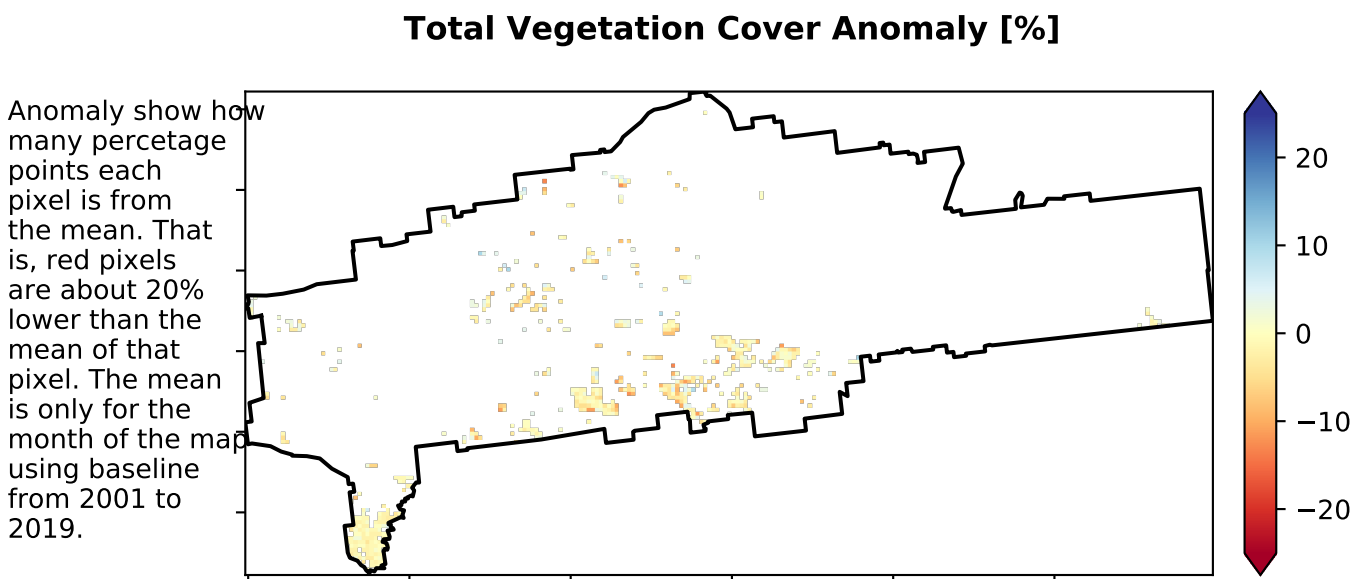 Total Vegetation Cover Anomaly [%]
Anomaly show how
many percetage
points each
pixel is from
the mean. That
is, red pixels
are about 20%
lower than the
mean of that
pixel. The mean
is only for the
month of the map
using baseline
from 2001 to
2019.
20
10
0
−10
−20